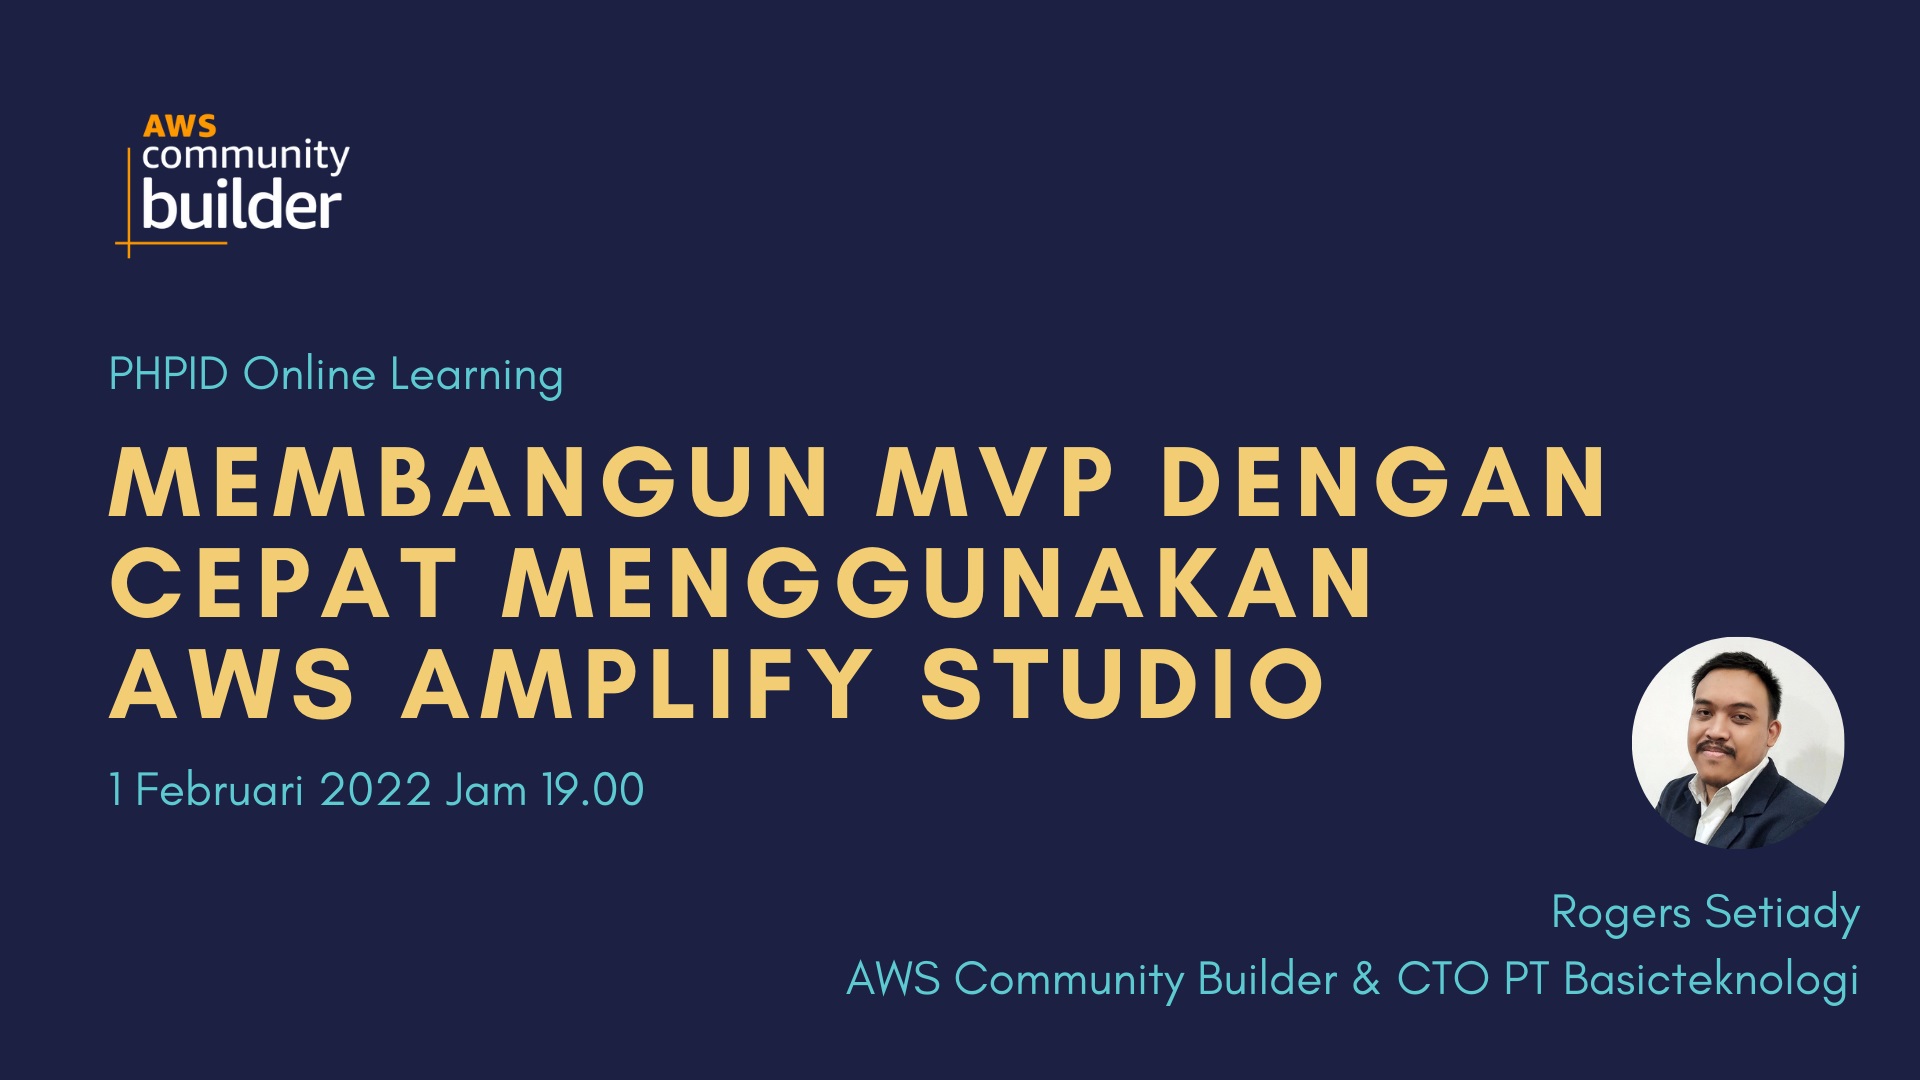 AWS
community
builder
PHPID Online Learning
MEMBANGUN MVP DENGAN
CEPAT MENGGUNAKAN
AWS AMPLIFY STUDIO
1 Februari 2022 Jam 19.00
Rogers Setiady
AWS Community Builder & CTO PT Basicteknologi